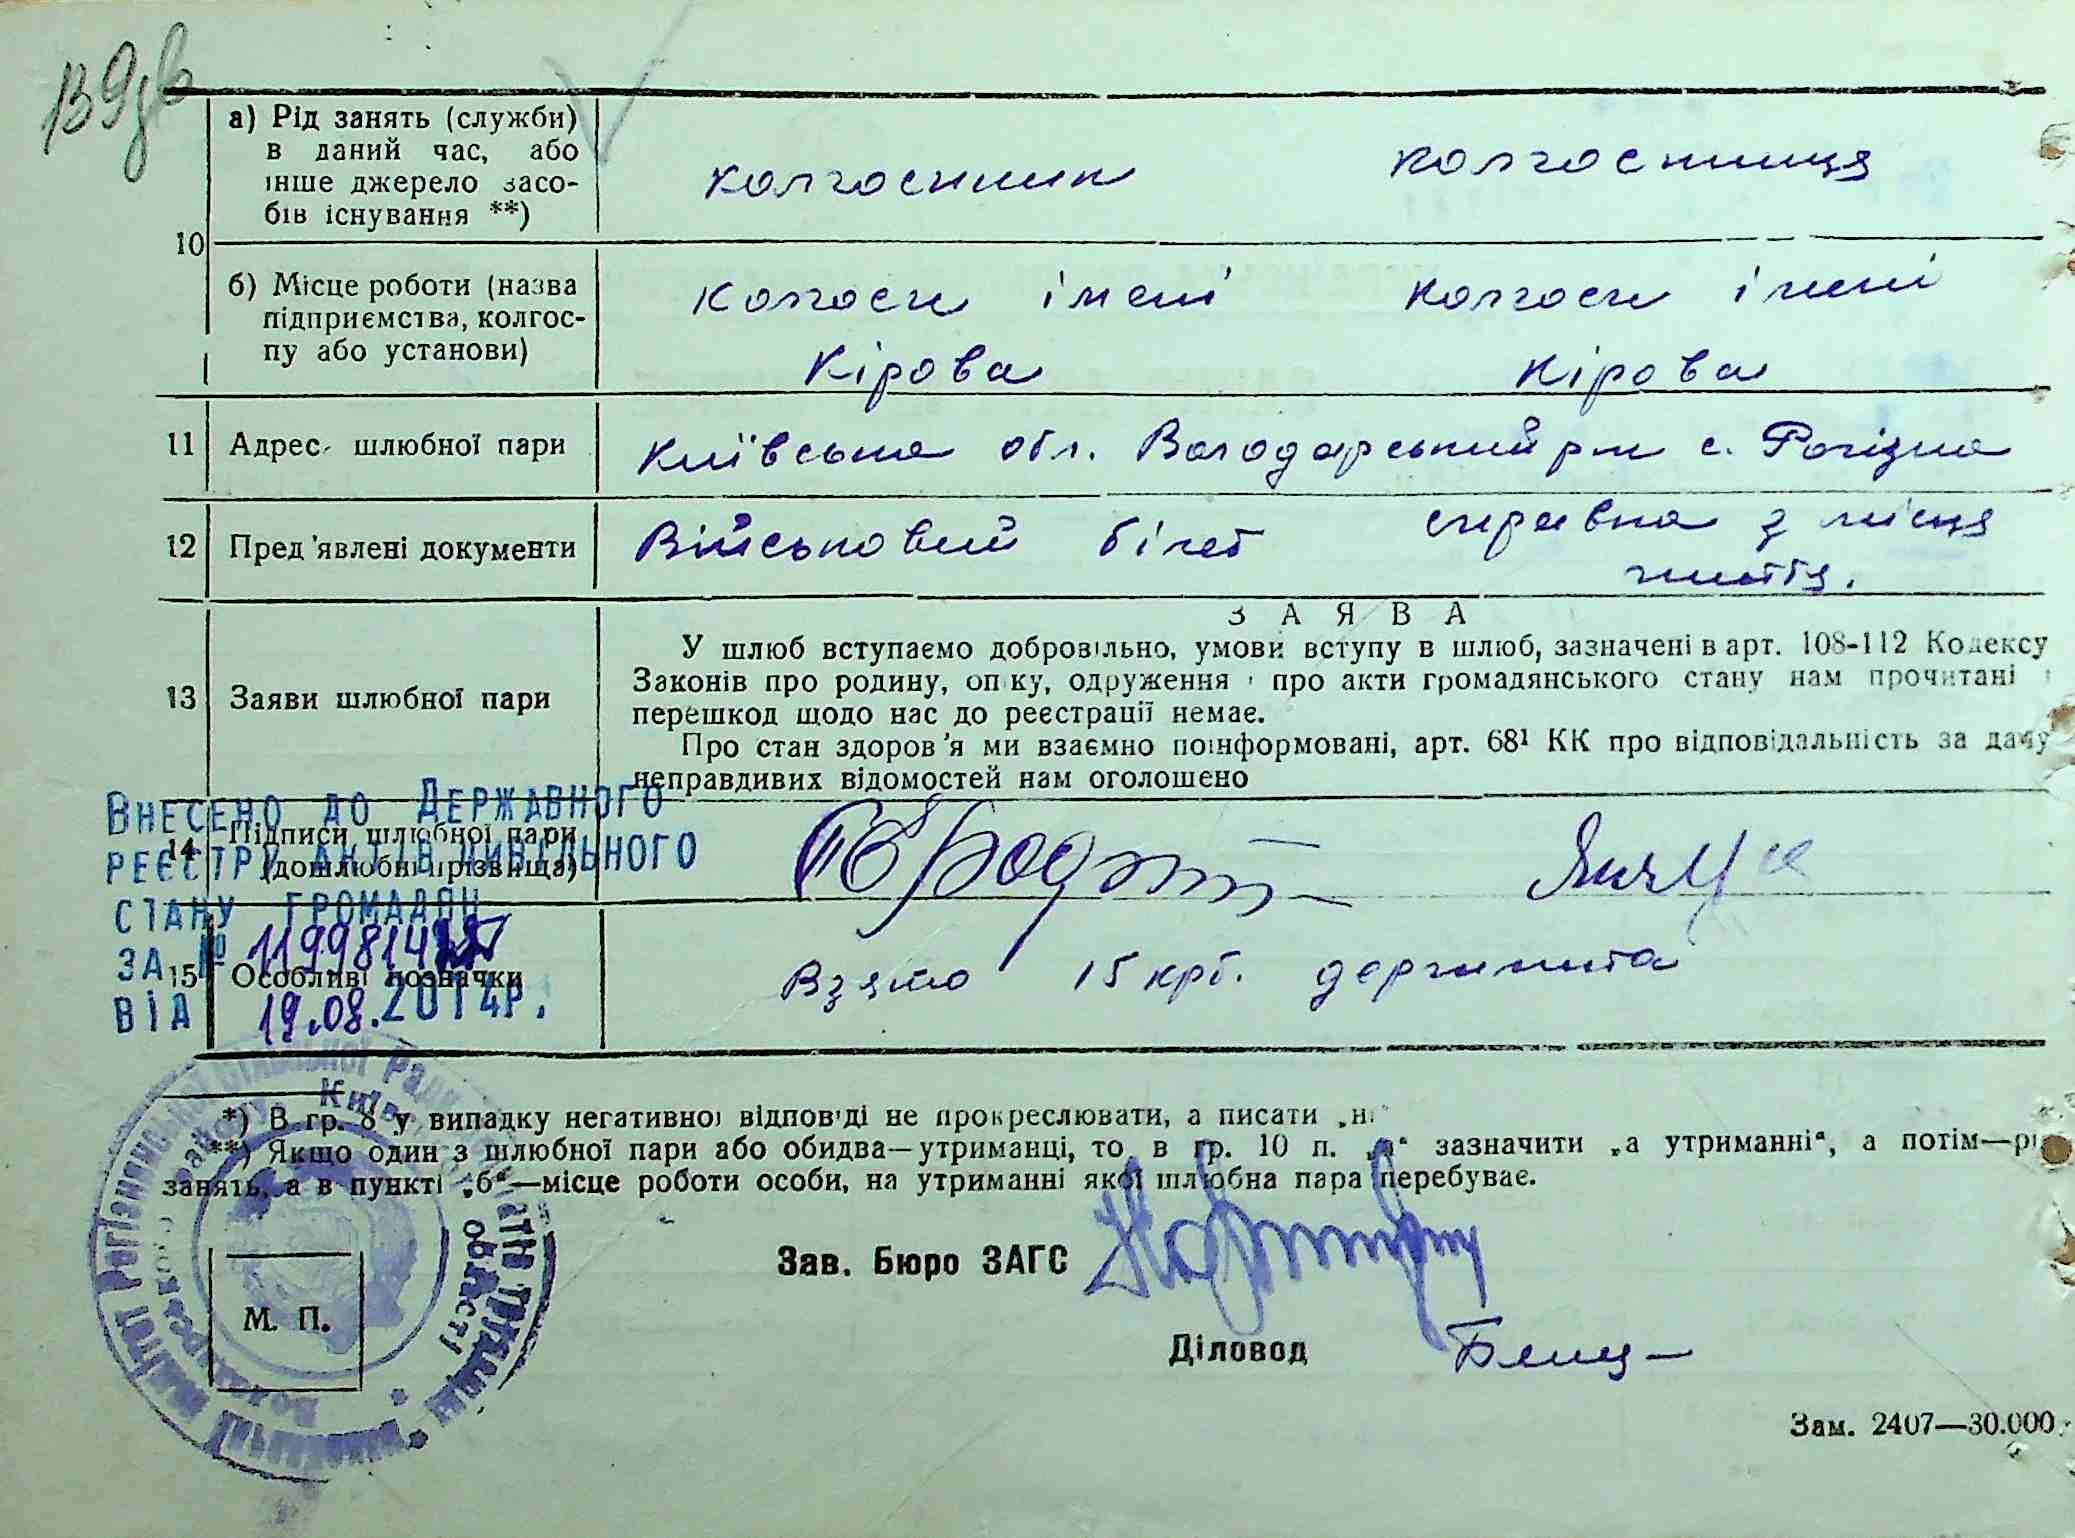 а) Рід занять (служби)
в даний час, або
інше джерело засо-
бів існування **)
колгоспник
колгоспниця
10
б) Місце роботи (назва
підприємства, колгос-
пу або установи)
колгосп імені
Кірова
колгосп імені
Кірова
11 Адрес шлюбної пари
Київська обл. Володарський р-н с. Рогізна
12 Пред'явлені документи
Військовий білет
справка з місця
життя.
13 Заяви шлюбної пари
ЗАЯВА
У шлюб вступаємо добровільно, умови вступу в шлюб, зазначені в арт. 108-112 Кодексу
Законів про родину, опіку, одруження і про акти громадянського стану нам прочитані і
перешкод щодо нас до реєстрації немає.
Про стан здоров'я ми взаємно поінформовані, арт. 68¹ КК про відповідальність за дачу
неправдивих відомостей нам оголошено
14 Підписи шлюбної пари
(дошлюбні прізвища)
Внесено до Державного
реєстру актів цивільного
стану громадян
за №
від 19.08.2014р.
15 Особливі позначки
Взято 15 крб. держмита
*) В гр. 8 у випадку негативної відповіді не прокреслювати, а писати „ні“
**) Якщо один з шлюбної пари або обидва—утриманці, то в гр. 10 п. „а“ зазначити „а утриманні“, а потім—рід
занять, а в пункті „б“—місце роботи особи, на утриманні якої шлюбна пара перебуває.
Зав. Бюро ЗАГС
М. П.
Діловод
Зам. 2407—30.000